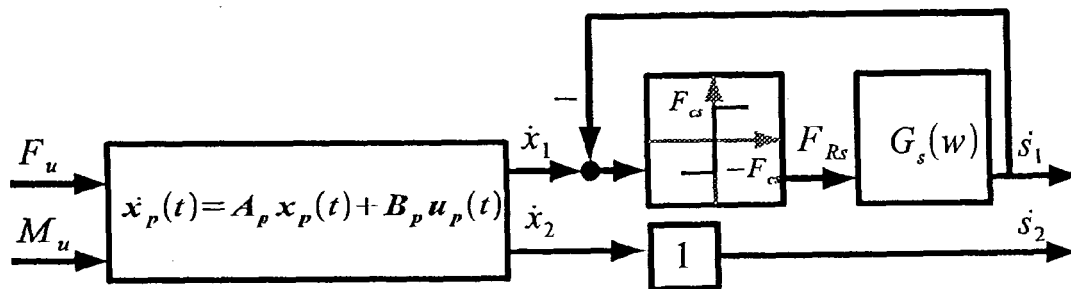 −
F_cs
F_u
ẋ_1
−F_cs
F_Rs
G_s(w)
ṡ_1
ẋ_p(t)=A_p x_p(t)+B_p u_p(t)
M_u
ẋ_2
1
ṡ_2